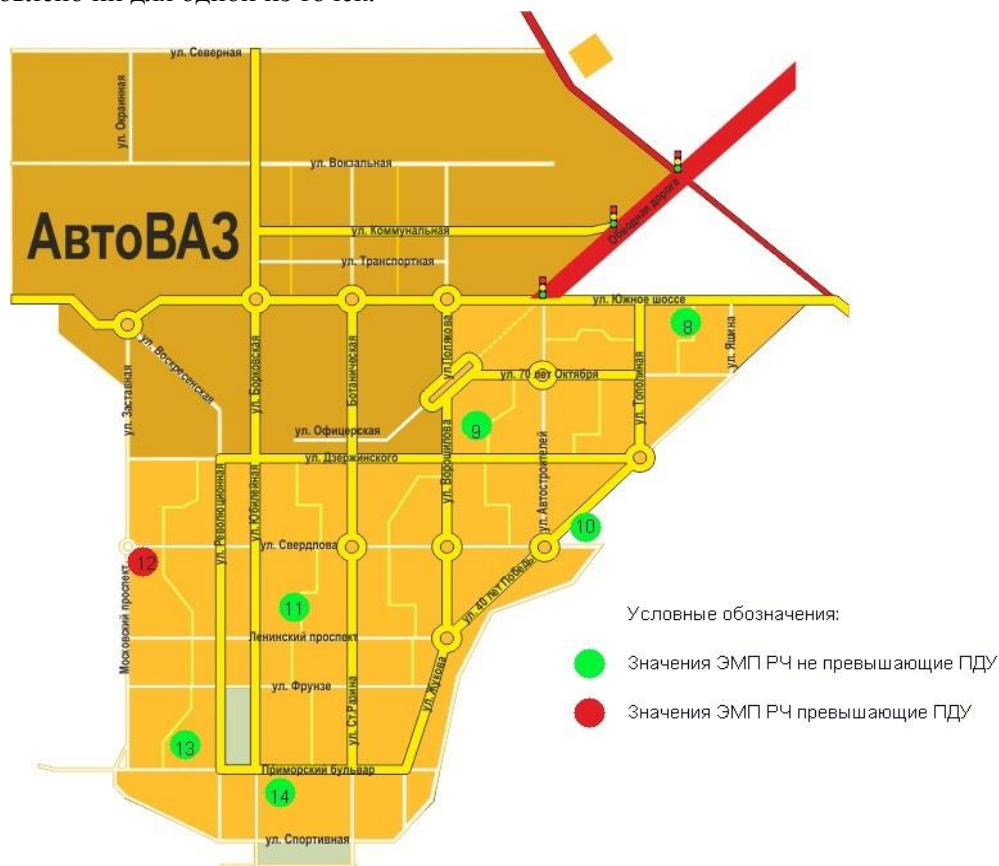 ул. Северная
ул. Окраинная
ул. Вокзальная
АвтоВАЗ
ул. Коммунальная
Обводная дорога
ул. Транспортная
ул. Южное шоссе
8
ул. Яшина
ул. Воскресенская
ул. Заставная
ул. Борковская
Ботаническая
ул. Полякова
ул. 70 лет Октября
ул. Тополиная
9
ул. Офицерская
ул. Дзержинского
ул. Революционная
ул. Юбилейная
ул. Ворошилова
ул. Автостроителей
10
ул. Свердлова
12
Московский проспект
11
ул. 40 лет Победы
Ленинский проспект
ул. Фрунзе
ул. Ст.Разина
ул. Жукова
13
Приморский бульвар
14
ул. Спортивная
Условные обозначения:
Значения ЭМП РЧ не превышающие ПДУ
Значения ЭМП РЧ превышающие ПДУ